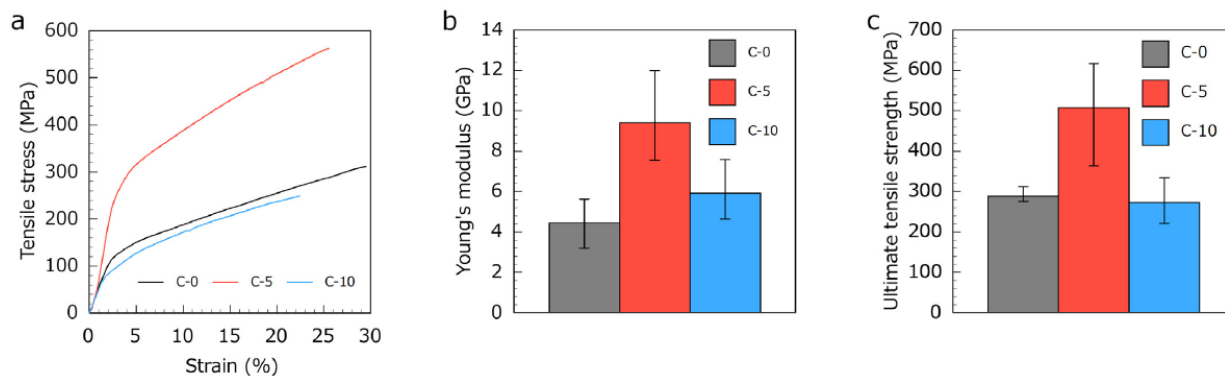 a
600
500
400
300
200
100
0
Tensile stress (MPa)
C-0 C-5 C-10
0 5 10 15 20 25 30
Strain (%)
b
14
12
10
8
6
4
2
0
Young's modulus (GPa)
C-0
C-5
C-10
c
700
600
500
400
300
200
100
0
Ultimate tensile strength (MPa)
C-0
C-5
C-10